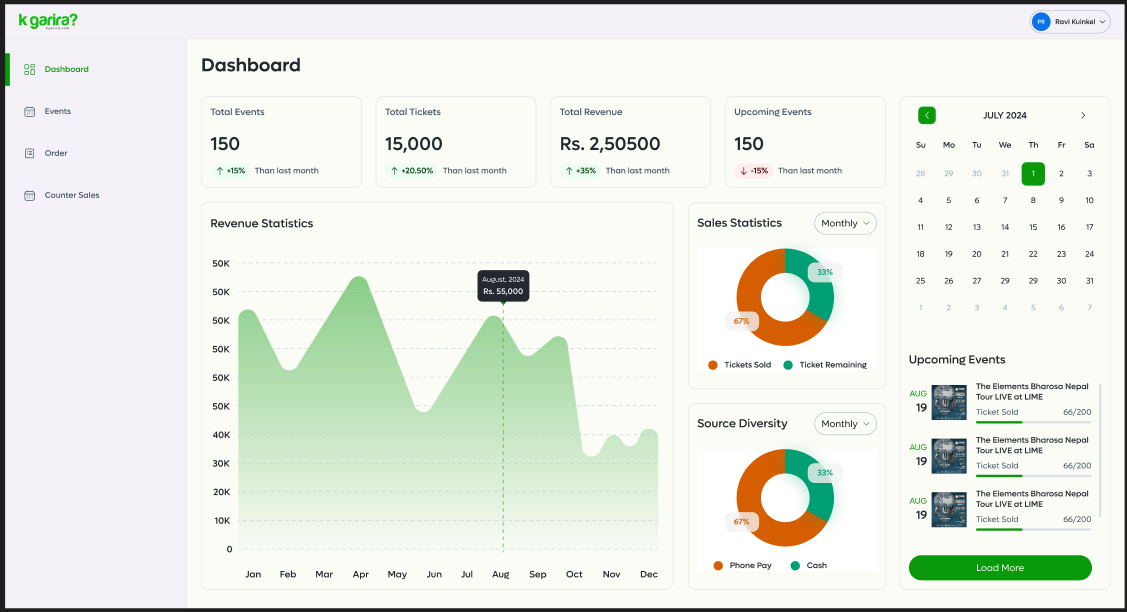 k garira?
kgarira.com
PR
Ravi Kuinkel
Dashboard
Events
Order
Counter Sales
Dashboard
Total Events
150
+15% Than last month
Total Tickets
15,000
+20.50% Than last month
Total Revenue
Rs. 2,50500
+35% Than last month
Upcoming Events
150
-15% Than last month
Revenue Statistics
50K
50K
50K
50K
50K
50K
40K
30K
20K
10K
0
August, 2024
Rs. 55,000
Jan Feb Mar Apr May Jun Jul Aug Sep Oct Nov Dec
Sales Statistics
Monthly
33%
67%
Tickets Sold Ticket Remaining
Source Diversity
Monthly
33%
67%
Phone Pay Cash
JULY 2024
Su Mo Tu We Th Fr Sa
28 29 30 31 1 2 3
4 5 6 7 8 9 10
11 12 13 14 15 16 17
18 19 20 21 22 23 24
25 26 27 29 29 30 31
1 2 3 4 5 6 7
Upcoming Events
AUG
19
The Elements Bharosa Nepal
Tour LIVE at LIME
Ticket Sold 66/200
AUG
19
The Elements Bharosa Nepal
Tour LIVE at LIME
Ticket Sold 66/200
AUG
19
The Elements Bharosa Nepal
Tour LIVE at LIME
Ticket Sold 66/200
Load More